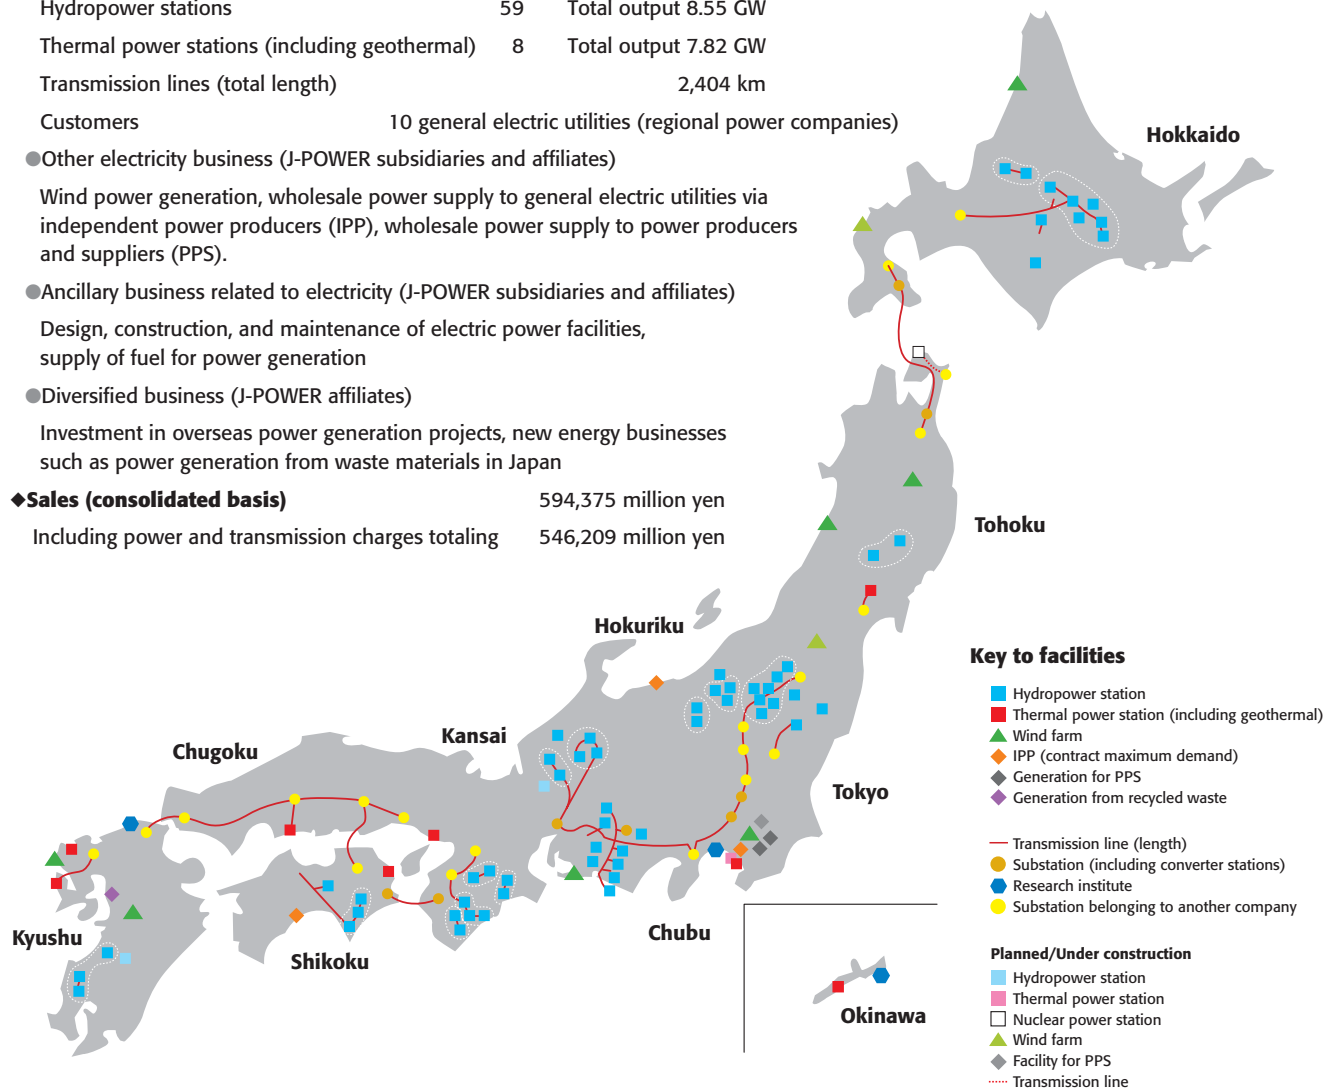 Hydropower stations 59 Total output 8.55 GW
Thermal power stations (including geothermal) 8 Total output 7.82 GW
Transmission lines (total length) 2,404 km
Customers 10 general electric utilities (regional power companies)
●Other electricity business (J-POWER subsidiaries and affiliates)
Wind power generation, wholesale power supply to general electric utilities via
independent power producers (IPP), wholesale power supply to power producers
and suppliers (PPS).
●Ancillary business related to electricity (J-POWER subsidiaries and affiliates)
Design, construction, and maintenance of electric power facilities,
supply of fuel for power generation
●Diversified business (J-POWER affiliates)
Investment in overseas power generation projects, new energy businesses
such as power generation from waste materials in Japan
◆Sales (consolidated basis) 594,375 million yen
Including power and transmission charges totaling 546,209 million yen
Hokkaido
Tohoku
Hokuriku
Kansai
Chugoku
Tokyo
Kyushu
Shikoku
Chubu
Okinawa
Key to facilities
Hydropower station
Thermal power station (including geothermal)
Wind farm
IPP (contract maximum demand)
Generation for PPS
Generation from recycled waste
Transmission line (length)
Substation (including converter stations)
Research institute
Substation belonging to another company
Planned/Under construction
Hydropower station
Thermal power station
Nuclear power station
Wind farm
Facility for PPS
Transmission line